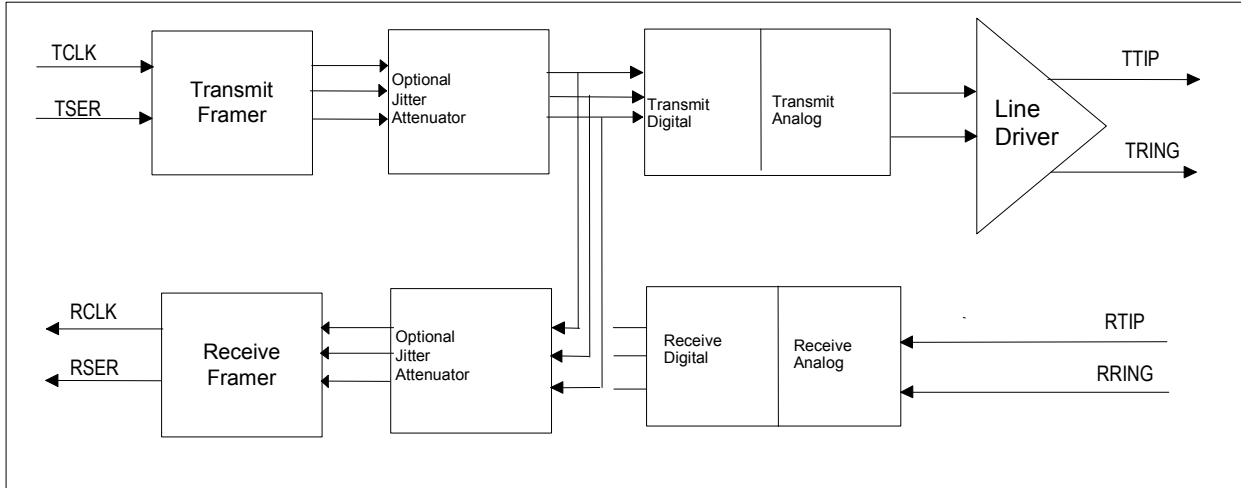 TCLK
TSER
Transmit
Framer
Optional
Jitter
Attenuator
Transmit
Digital
Transmit
Analog
Line
Driver
TTIP
TRING
RCLK
RSER
Receive
Framer
Optional
Jitter
Attenuator
Receive
Digital
Receive
Analog
RTIP
RRING